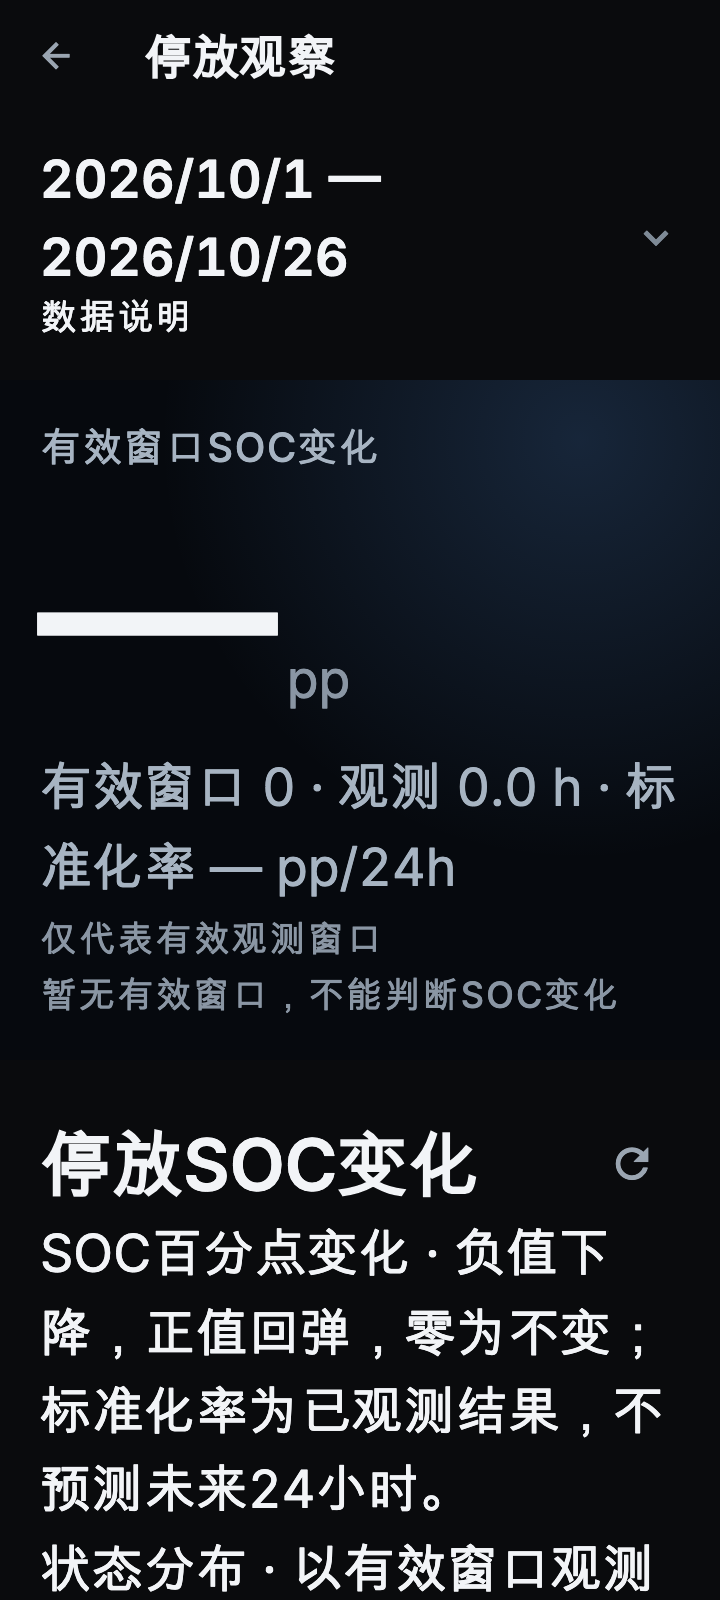 停放观察
2026/10/1 —
2026/10/26
数据说明
有效窗口SOC变化
—
pp
有效窗口 0 · 观测 0.0 h · 标
准化率 — pp/24h
仅代表有效观测窗口
暂无有效窗口，不能判断SOC变化
停放SOC变化
SOC百分点变化 · 负值下
降，正值回弹，零为不变；
标准化率为已观测结果，不
预测未来24小时。
状态分布 · 以有效窗口观测